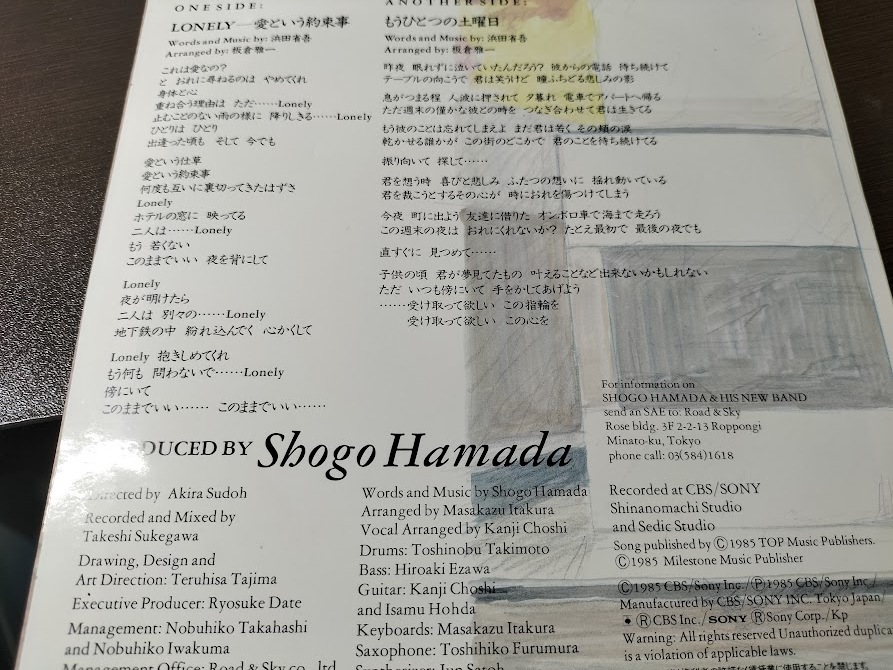 ONE SIDE:
LONELY—愛という約束事
Words and Music by: 浜田省吾
Arranged by: 板倉雅一
これは愛なの?
と おれに尋ねるのは やめてくれ
身体と心
重ね合う理由は ただ……Lonely
止むことのない雨の様に 降りしきる……Lonely
ひとりは ひとり
出逢った頃も そして 今でも
愛という仕草
愛という約束事
何度も互いに裏切ってきたはずさ
Lonely
ホテルの窓に 映ってる
二人は……Lonely
もう 若くない
このままでいい 夜を背にして
Lonely
夜が明けたら
二人は 別々の……Lonely
地下鉄の中 紛れ込んでく 心かくして
Lonely 抱きしめてくれ
もう何も 問わないで……Lonely
傍にいて
このままでいい…… このままでいい……
ANOTHER SIDE:
もうひとつの土曜日
Words and Music by: 浜田省吾
Arranged by: 板倉雅一
昨夜 眠れずに泣いていたんだろう? 彼からの電話 待ち続けて
テーブルの向こうで 君は笑うけど 瞳ふちどる悲しみの影
息がつまる程 人波に押されて 夕暮れ 電車でアパートへ帰る
ただ週末の僅かな彼との時を つなぎ合わせて君は生きてる
もう彼のことは忘れてしまえよ まだ君は若く その頬の涙
乾かせる誰かが この街のどこかで 君のことを待ち続けてる
振り向いて 探して……
君を想う時 喜びと悲しみ ふたつの想いに 揺れ動いている
君を裁こうとするその心が 時におれを傷つけてしまう
今夜 町に出よう 友達に借りた オンボロ車で海まで走ろう
この週末の夜は おれにくれないか? たとえ最初で 最後の夜でも
直すぐに 見つめて……
子供の頃 君が夢見てたもの 叶えることなど出来ないかもしれない
ただ いつも傍にいて 手をかしてあげよう
……受け取って欲しい この指輪を
受け取って欲しい この心を
For information on
SHOGO HAMADA & HIS NEW BAND
send an SAE to: Road & Sky
Rose bldg. 3F 2-2-13 Roppongi
Minato-ku, Tokyo
phone call: 03(584)1618
DUCED BY Shogo Hamada
Directed by Akira Sudoh
Recorded and Mixed by
Takeshi Sukegawa
Drawing, Design and
Art Direction: Teruhisa Tajima
Executive Producer: Ryosuke Date
Management: Nobuhiko Takahashi
and Nobuhiko Iwakuma
Management Office: Road & Sky co., ltd.
Words and Music by Shogo Hamada
Arranged by Masakazu Itakura
Vocal Arranged by Kanji Choshi
Drums: Toshinobu Takimoto
Bass: Hiroaki Ezawa
Guitar: Kanji Choshi
and Isamu Hohda
Keyboards: Masakazu Itakura
Saxophone: Toshihiko Furumura
Synthesizer: Jun Satoh
Recorded at CBS/SONY
Shinanomachi Studio
and Sedic Studio
Song published by Ⓒ1985 TOP Music Publishers.
Ⓒ1985 Milestone Music Publisher
Ⓒ1985 CBS/Sony Inc./Ⓟ1985 CBS/Sony Inc./
Manufactured by CBS/SONY INC. Tokyo Japan/
ⓇCBS Inc./SONY ⓇSony Corp./Kp
Warning: All rights reserved Unauthorized duplica
is a violation of applicable laws.